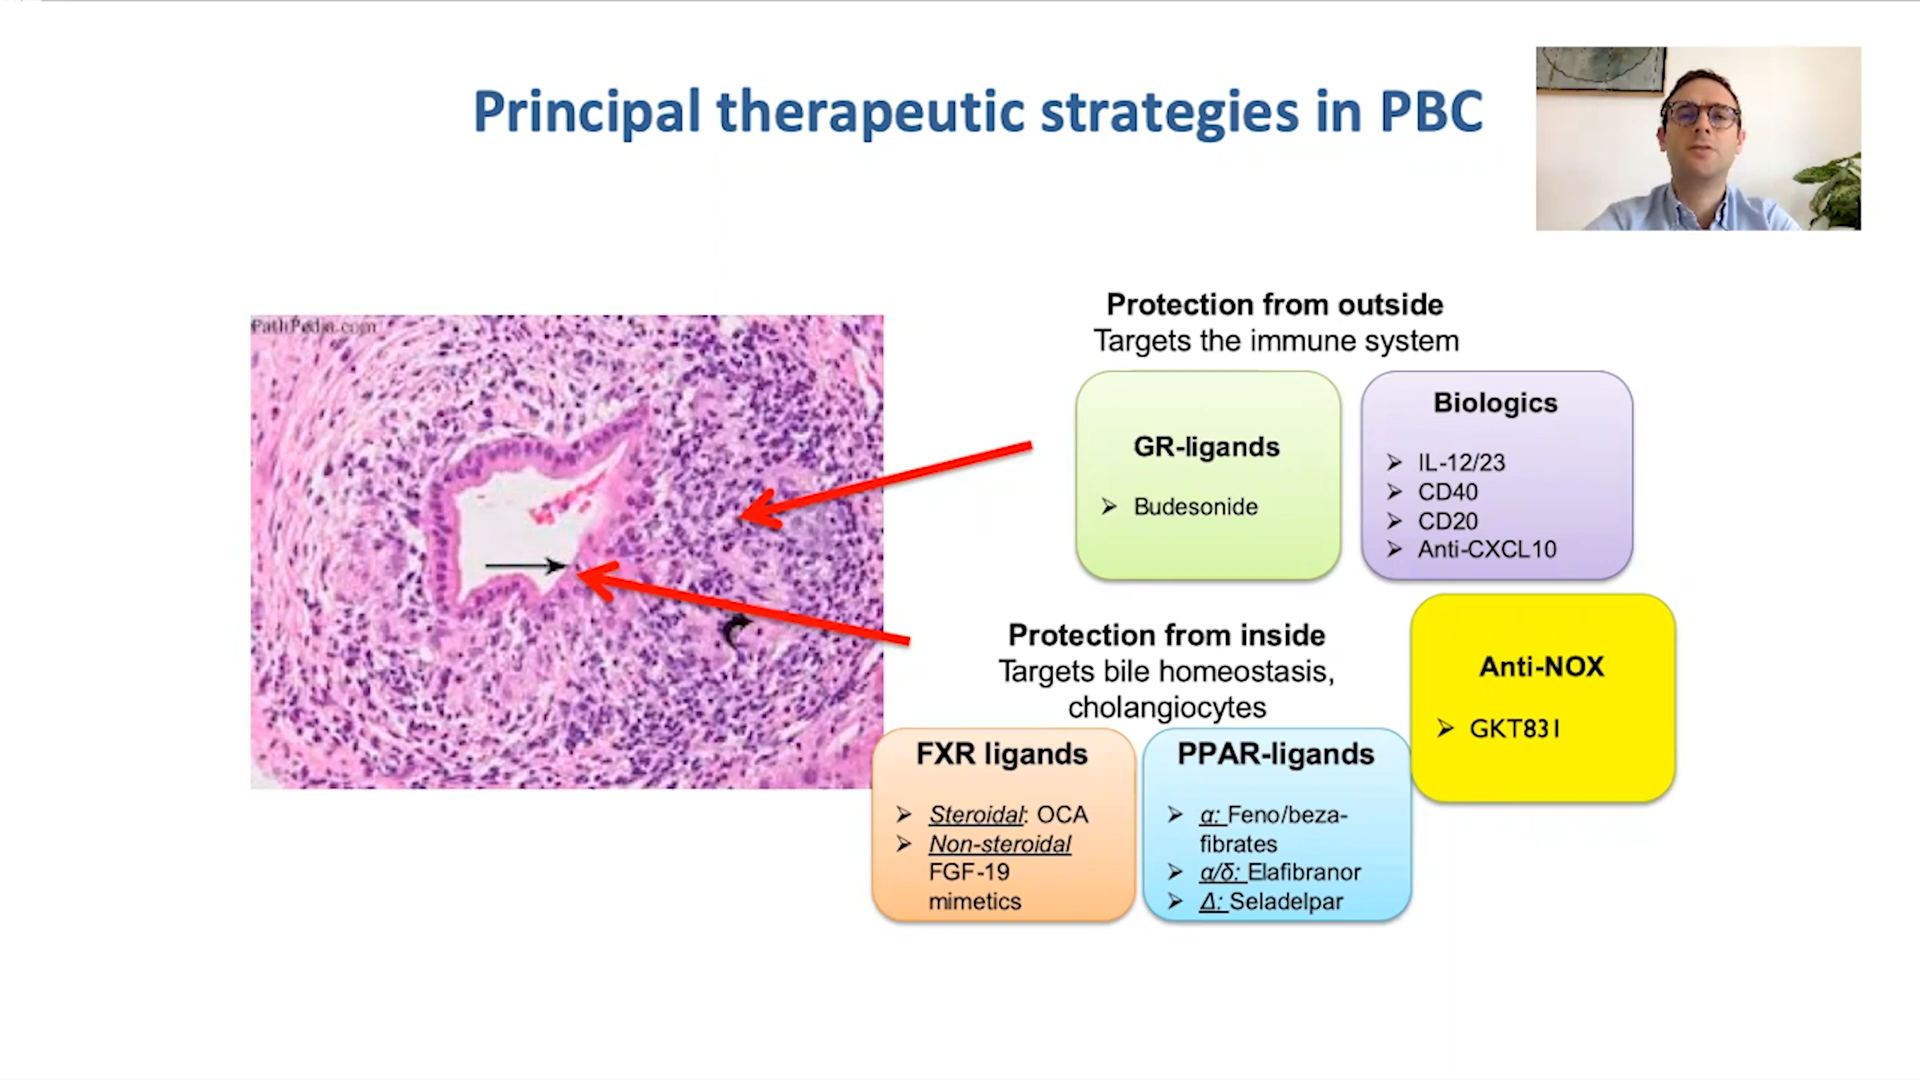 Principal therapeutic strategies in PBC
PathPedia.com
Protection from outside
Targets the immune system
GR-ligands
➢ Budesonide
Biologics
➢ IL-12/23
➢ CD40
➢ CD20
➢ Anti-CXCL10
Protection from inside
Targets bile homeostasis,
cholangiocytes
Anti-NOX
➢ GKT831
FXR ligands
➢ Steroidal: OCA
➢ Non-steroidal
FGF-19
mimetics
PPAR-ligands
➢ α: Feno/beza-
fibrates
➢ α/δ: Elafibranor
➢ Δ: Seladelpar